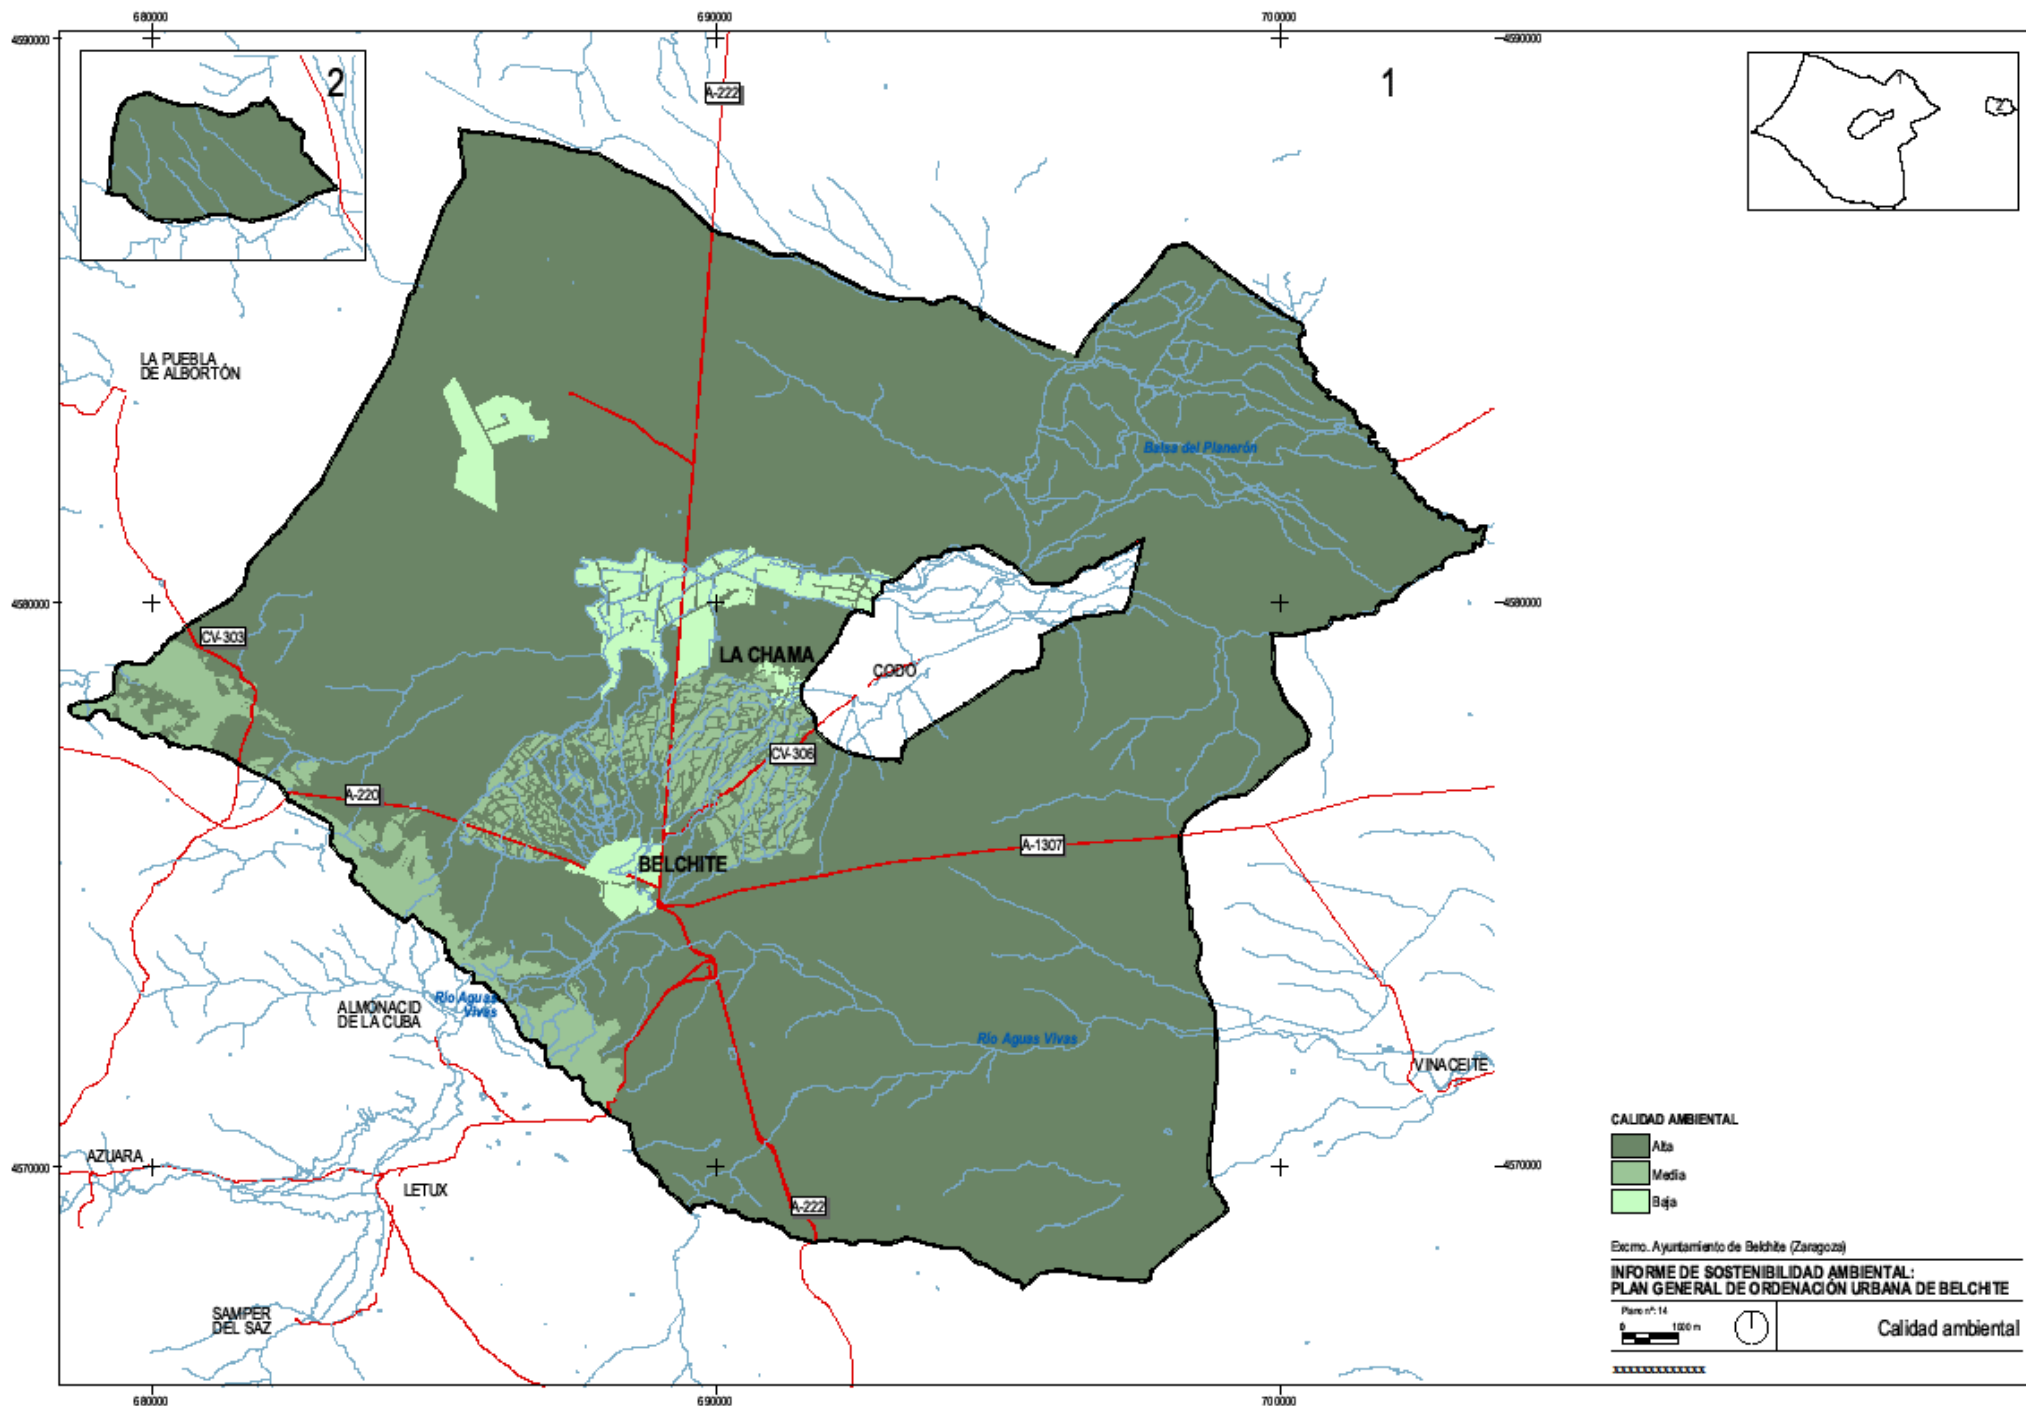 680000
690000
700000
4590000
4590000
2
1
1
2
A-222
LA PUEBLA
DE ALBORTÓN
Balsa del Planerón
4580000
4580000
CV-303
LA CHAMA
CODO
CV-306
A-220
A-1307
BELCHITE
Río Aguas
Vivas
ALMONACID
DE LA CUBA
Río Aguas Vivas
VINACEITE
AZUARA
4570000
4570000
LETUX
A-222
SAMPER
DEL SAZ
CALIDAD AMBIENTAL
Alta
Media
Baja
Excmo. Ayuntamiento de Belchite (Zaragoza)
INFORME DE SOSTENIBILIDAD AMBIENTAL:
PLAN GENERAL DE ORDENACIÓN URBANA DE BELCHITE
Plano nº: 14
0 1000 m
Calidad ambiental
xxxxxxxxxxxxx
680000
690000
700000